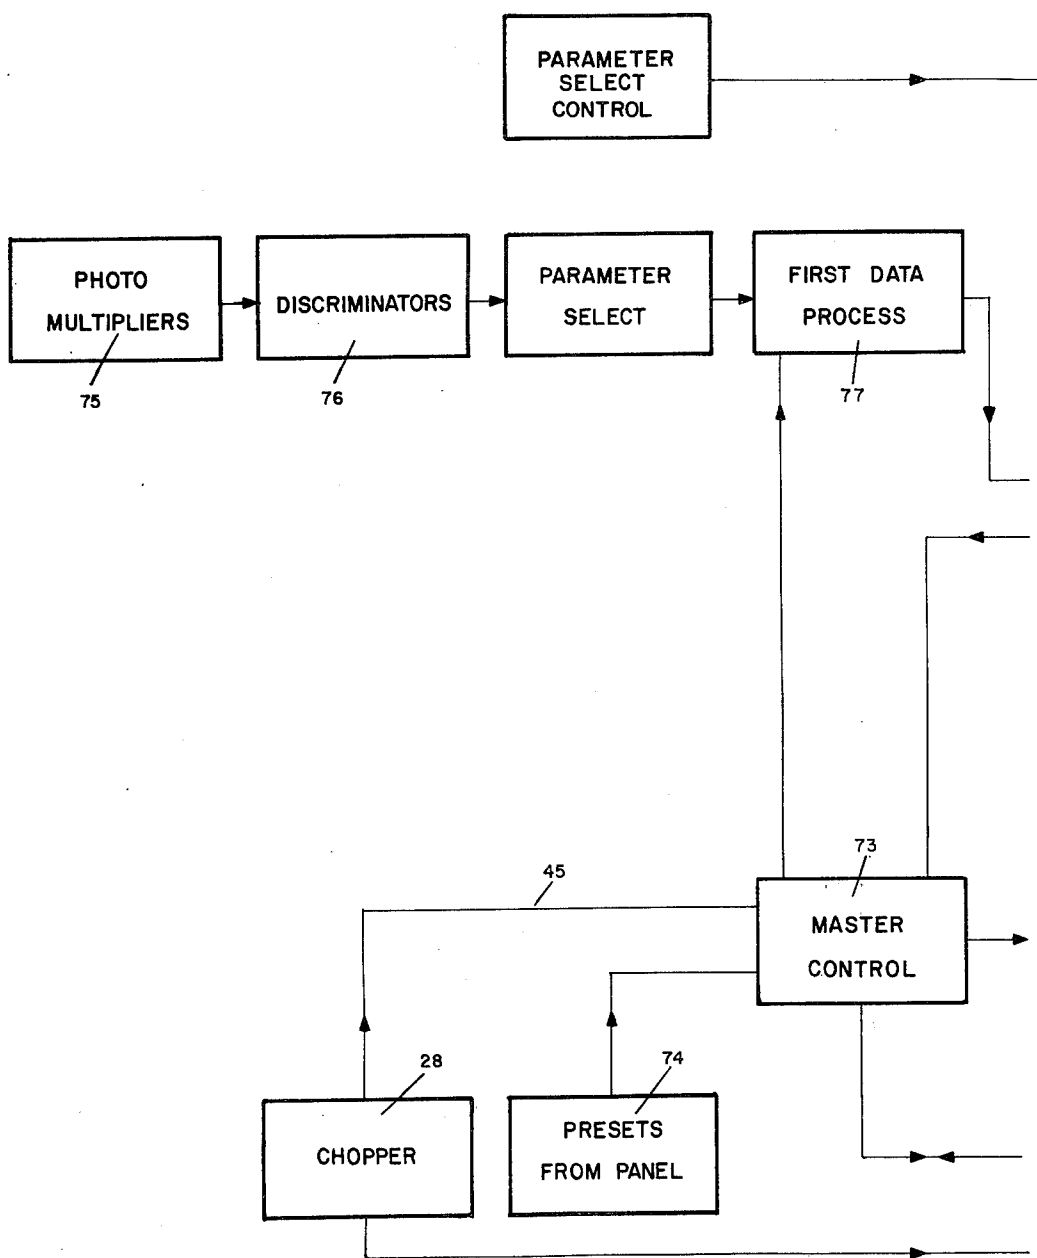 PARAMETER
SELECT
CONTROL
PHOTO
MULTIPLIERS
75
DISCRIMINATORS
76
PARAMETER
SELECT
FIRST DATA
PROCESS
77
73
MASTER
CONTROL
45
28
CHOPPER
74
PRESETS
FROM PANEL